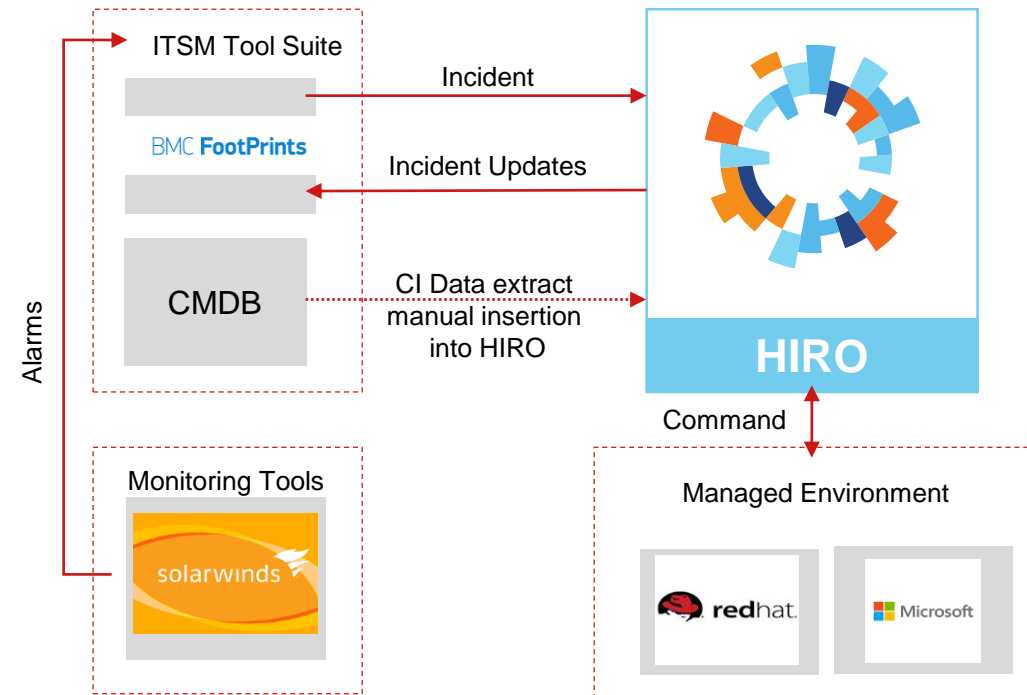 ITSM Tool Suite
BMC FootPrints
CMDB
Alarms
Incident
Incident Updates
CI Data extract
manual insertion
into HIRO
HIRO
Command
Monitoring Tools
solarwinds
Managed Environment
redhat.
Microsoft